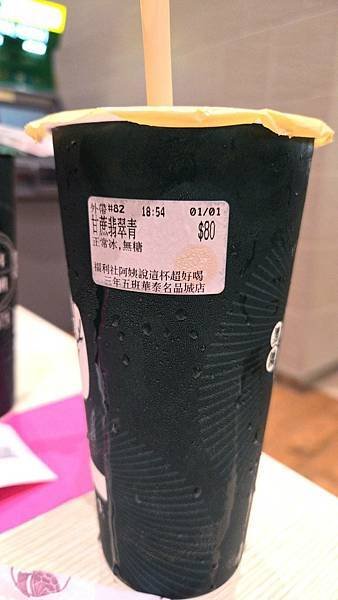 外帶#82 18:54 01/01
甘蔗翡翠青 $80
正常冰,無糖
福利社阿姨說這杯超好喝
三年五班華泰名品城店